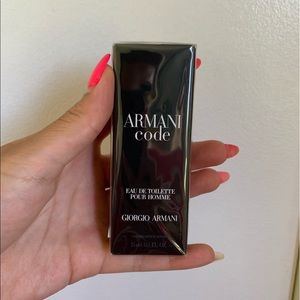 ARMANI
code
EAU DE TOILETTE
POUR HOMME
GIORGIO ARMANI